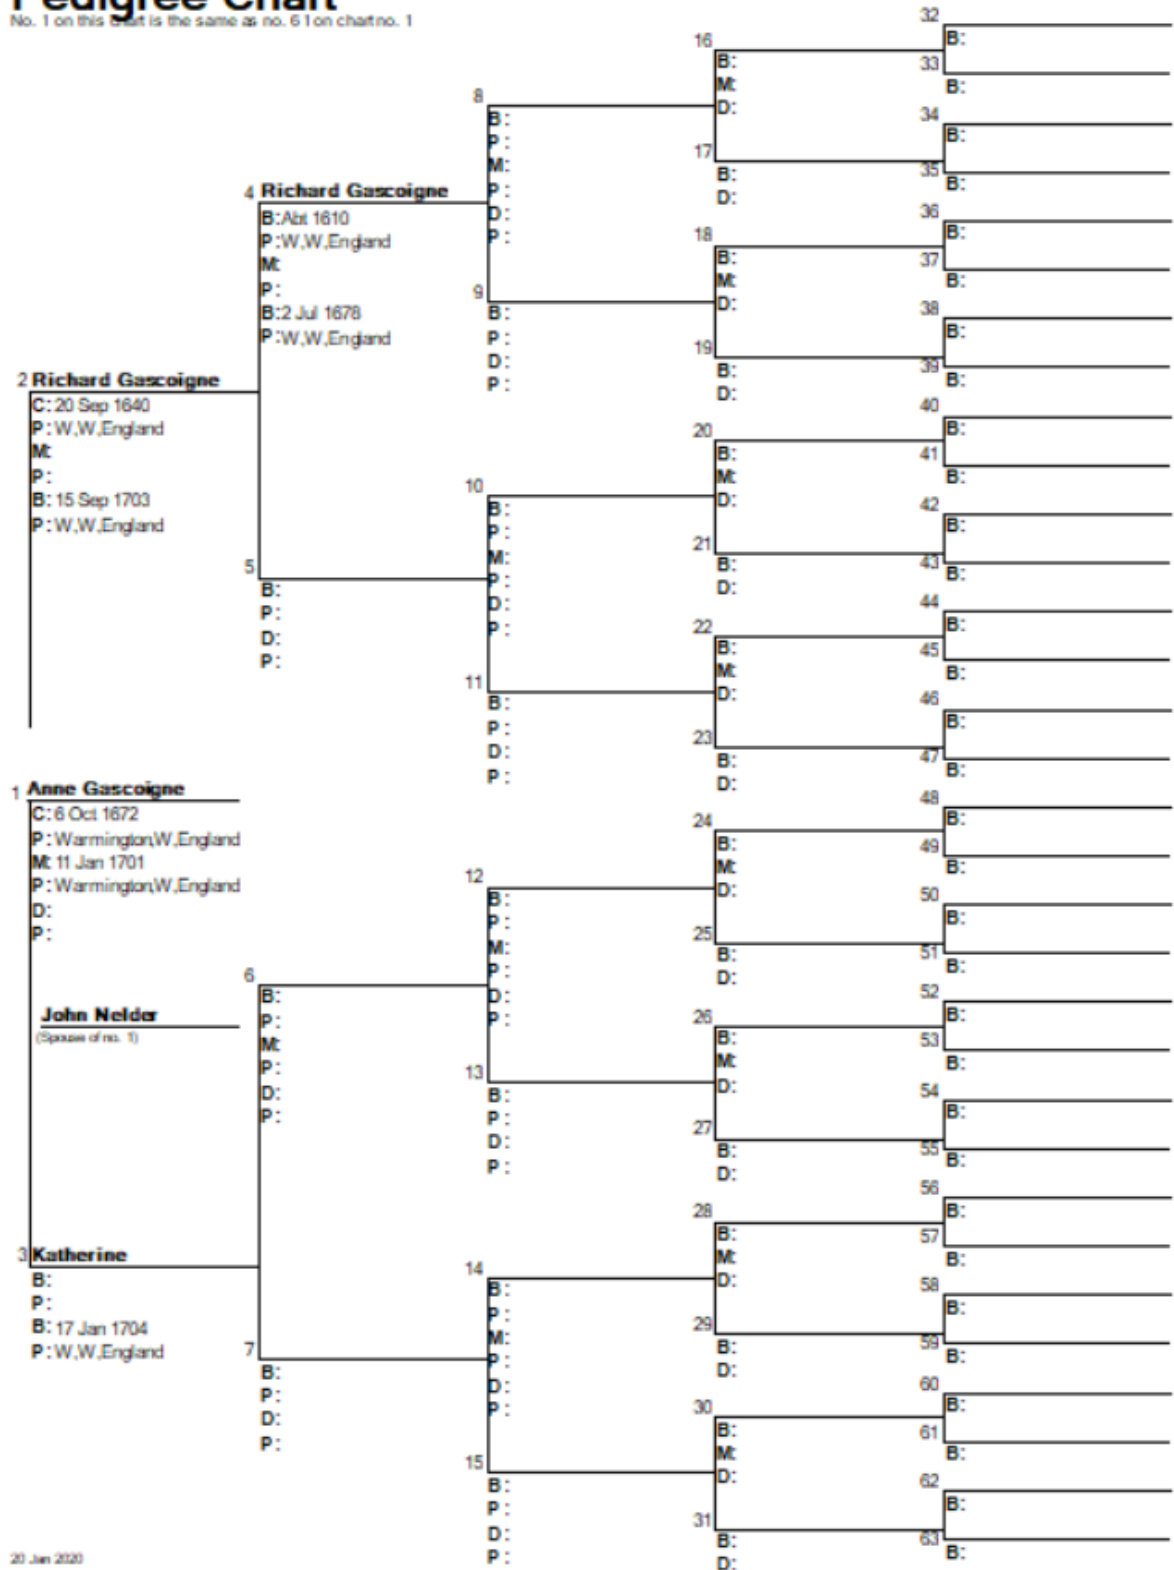 Pedigree Chart
No. 1 on this chart is the same as no. 61 on chart no. 1
2 Richard Gascoigne
C: 20 Sep 1640
P: W,W,England
M:
P:
B: 15 Sep 1703
P: W,W,England
1 Anne Gascoigne
C: 6 Oct 1672
P: Warmington,W,England
M: 11 Jan 1701
P: Warmington,W,England
D:
P:
John Nelder
(Spouse of no. 1)
3 Katherine
B:
P:
B: 17 Jan 1704
P: W,W,England
4 Richard Gascoigne
B: Abt 1610
P: W,W,England
M:
P:
B: 2 Jul 1678
P: W,W,England
5
B:
P:
D:
P:
6
B:
P:
M:
P:
D:
P:
7
B:
P:
D:
P:
8
B:
P:
M:
P:
D:
P:
9
B:
P:
D:
P:
10
B:
P:
M:
P:
D:
P:
11
B:
P:
D:
P:
12
B:
P:
M:
P:
D:
P:
13
B:
P:
D:
P:
14
B:
P:
M:
P:
D:
P:
15
B:
P:
D:
P:
16
B:
M:
D:
17
B:
D:
18
B:
M:
D:
19
B:
D:
20
B:
M:
D:
21
B:
D:
22
B:
M:
D:
23
B:
D:
24
B:
M:
D:
25
B:
D:
26
B:
M:
D:
27
B:
D:
28
B:
M:
D:
29
B:
D:
30
B:
M:
D:
31
B:
D:
32
B:
33
B:
34
B:
35
B:
36
B:
37
B:
38
B:
39
B:
40
B:
41
B:
42
B:
43
B:
44
B:
45
B:
46
B:
47
B:
48
B:
49
B:
50
B:
51
B:
52
B:
53
B:
54
B:
55
B:
56
B:
57
B:
58
B:
59
B:
60
B:
61
B:
62
B:
63
B:
20 Jan 2020